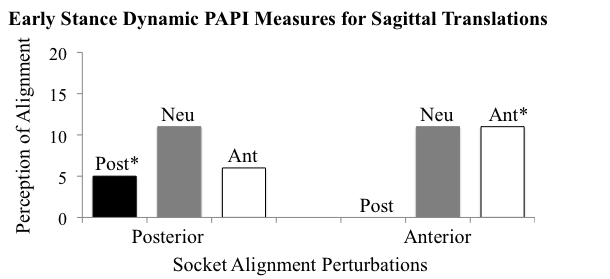 Early Stance Dynamic PAPI Measures for Sagittal Translations
Perception of Alignment
20
15
10
5
0
Post*
Neu
Ant
Post
Neu
Ant*
Posterior
Anterior
Socket Alignment Perturbations